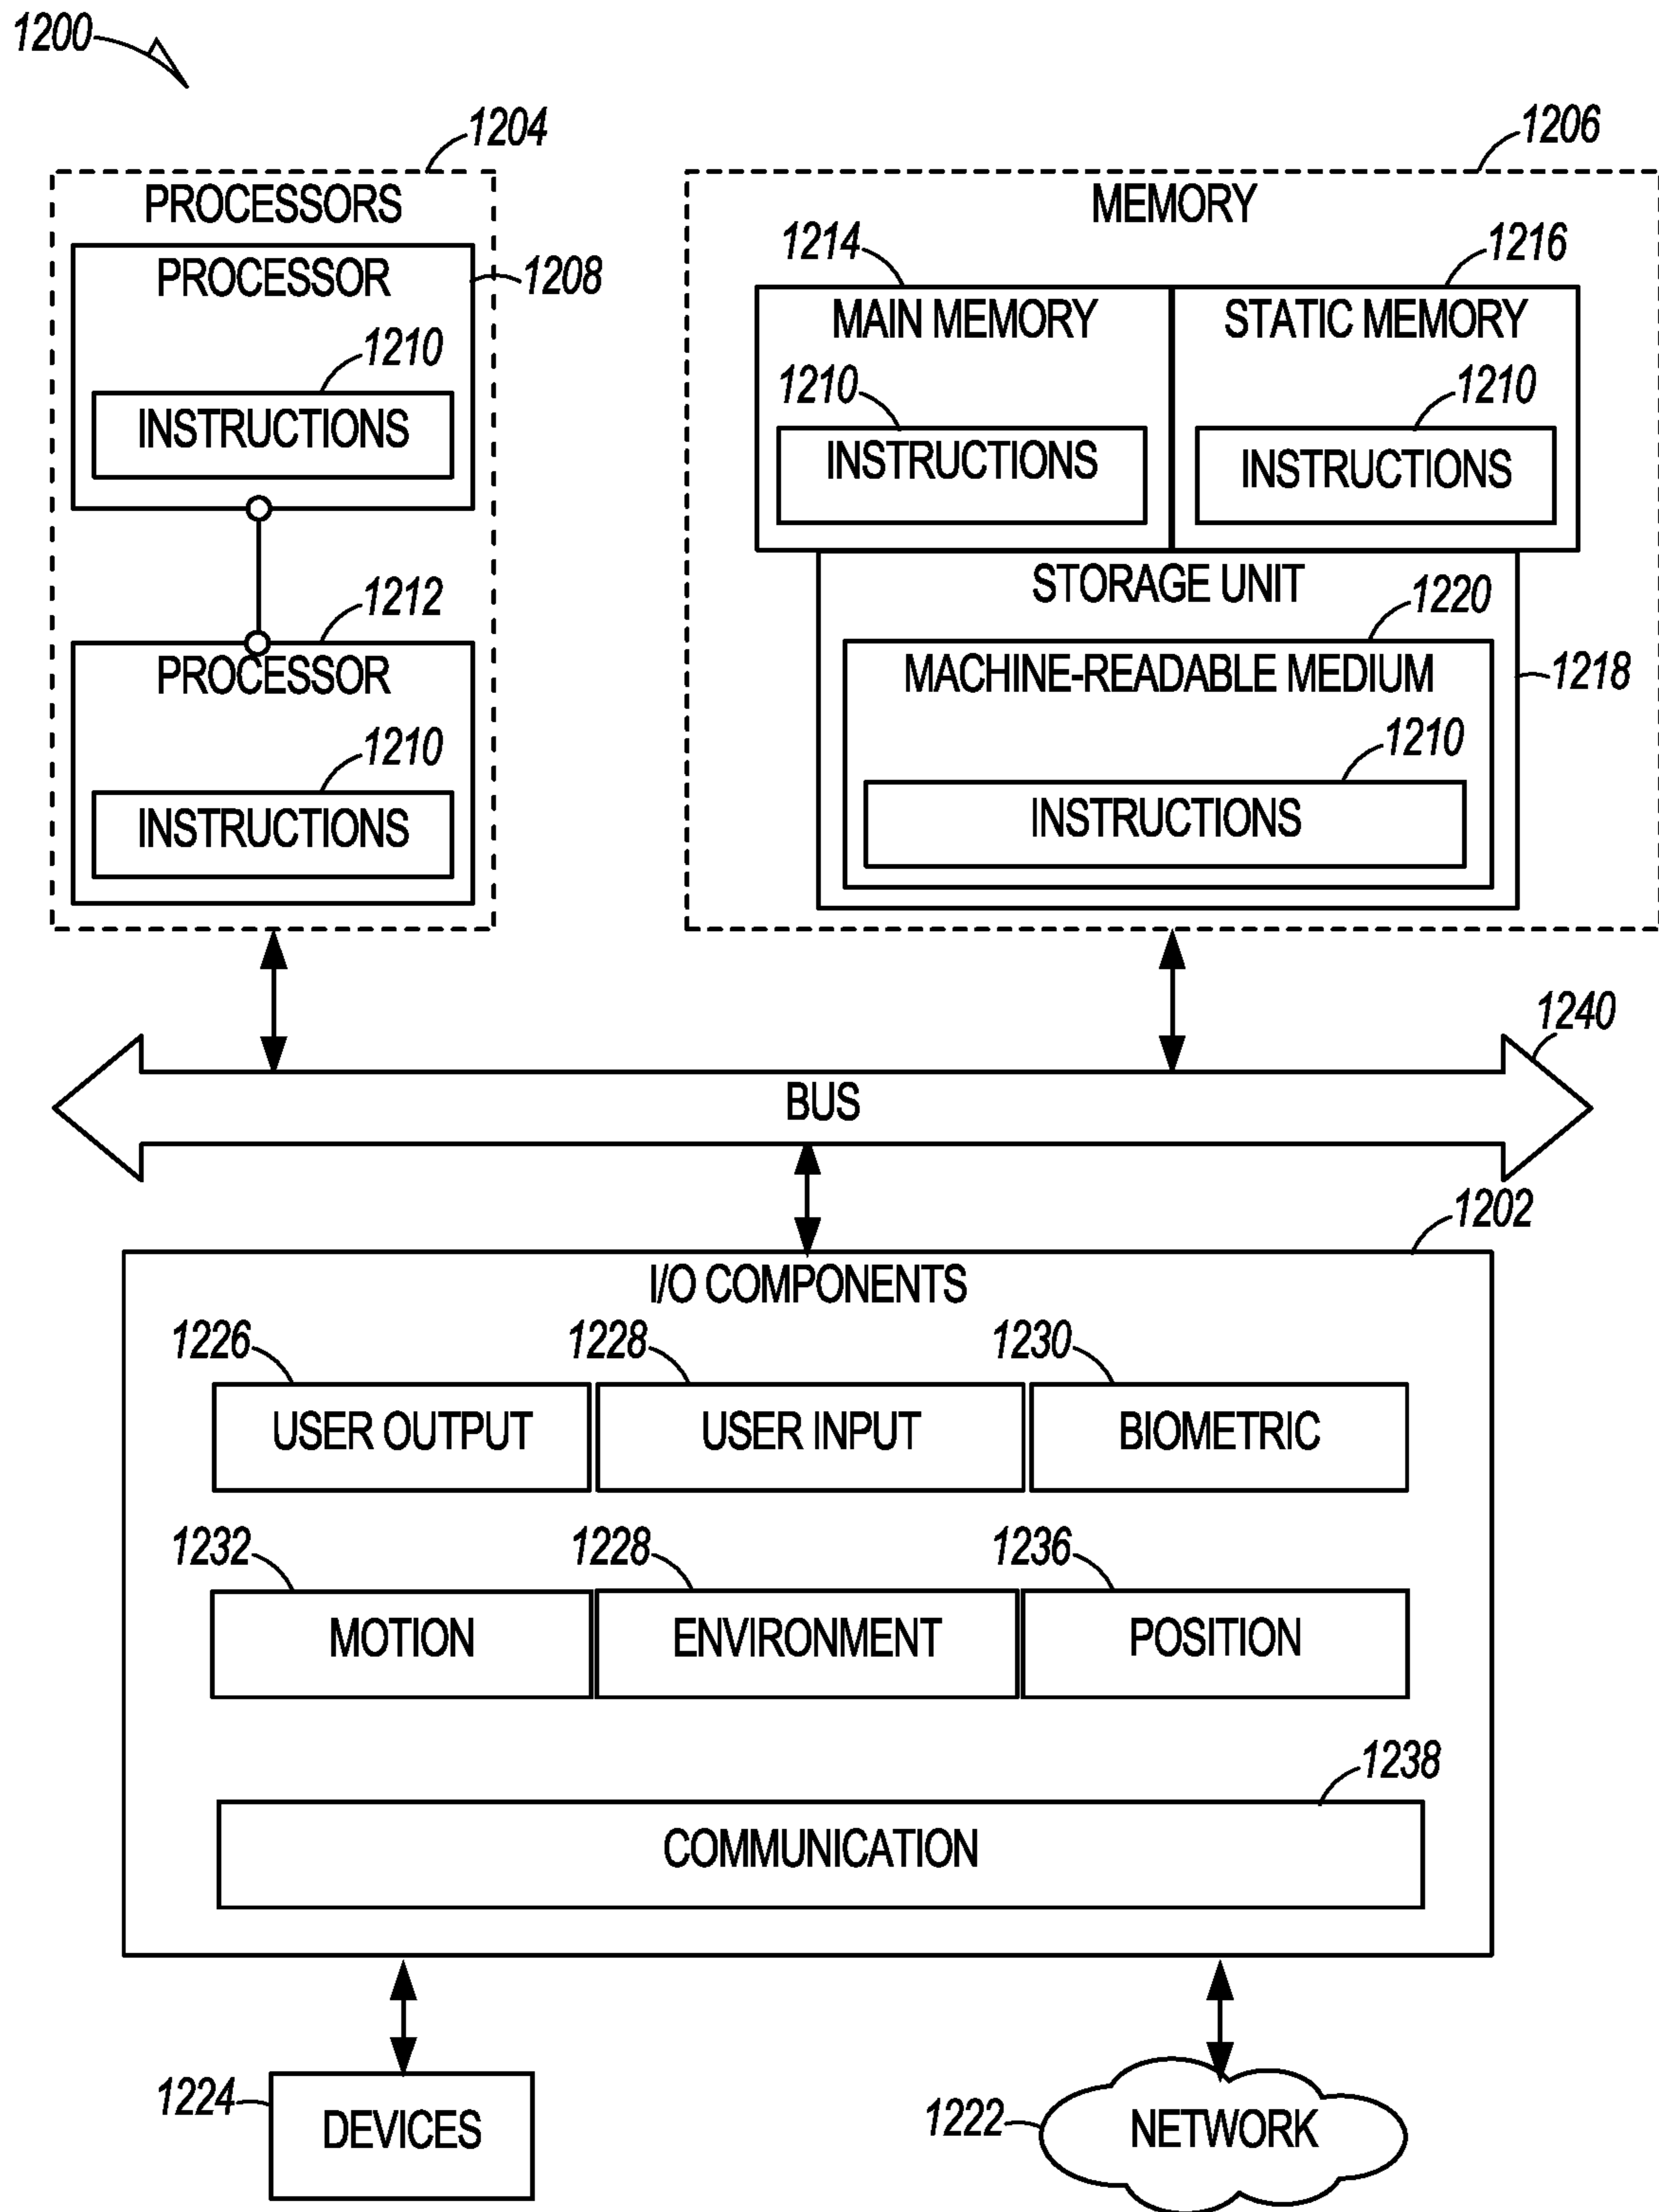 1200
1204
PROCESSORS
PROCESSOR
1208
1210
INSTRUCTIONS
1212
PROCESSOR
1210
INSTRUCTIONS
1206
MEMORY
1214
1216
MAIN MEMORY
STATIC MEMORY
1210
1210
INSTRUCTIONS
INSTRUCTIONS
STORAGE UNIT
1220
MACHINE-READABLE MEDIUM
1218
1210
INSTRUCTIONS
1240
BUS
1202
I/O COMPONENTS
1226
1228
1230
USER OUTPUT
USER INPUT
BIOMETRIC
1232
1228
1236
MOTION
ENVIRONMENT
POSITION
1238
COMMUNICATION
1224
DEVICES
1222
NETWORK